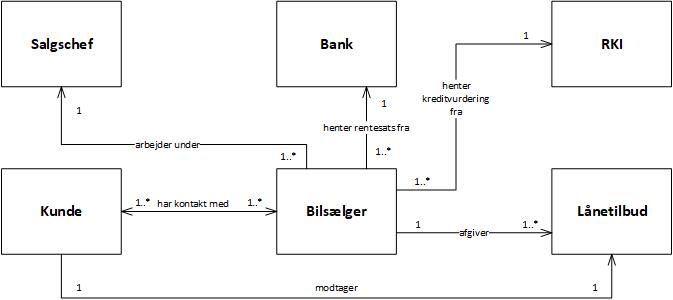 Salgschef
Bank
RKI
1
1
1
henter
kreditvurdering
fra
henter rentesats fra
arbejder under
1..*
1..*
1..*
Kunde
1..* har kontakt med 1..*
Bilsælger
Lånetilbud
1
afgiver
1..*
1
modtager
1